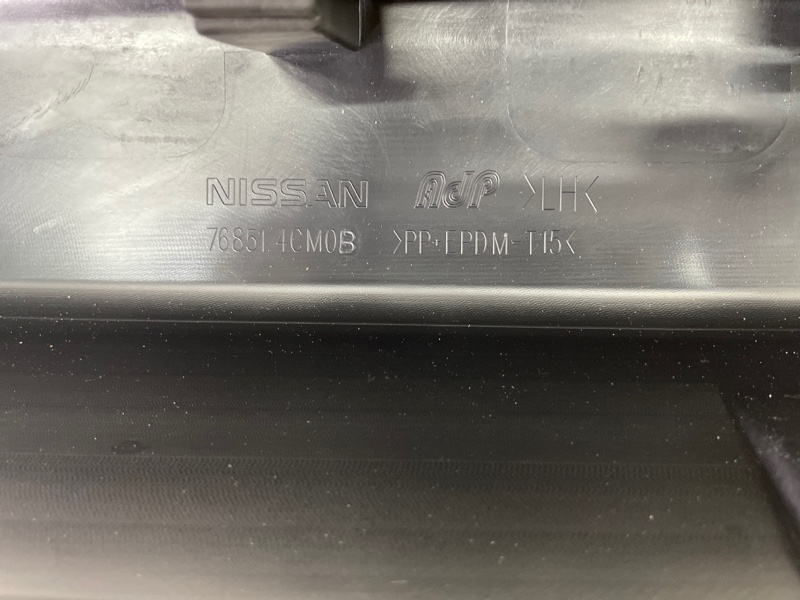 NISSAN AdP >LH<
76851 4CM0B >PP+EPDM-T15<